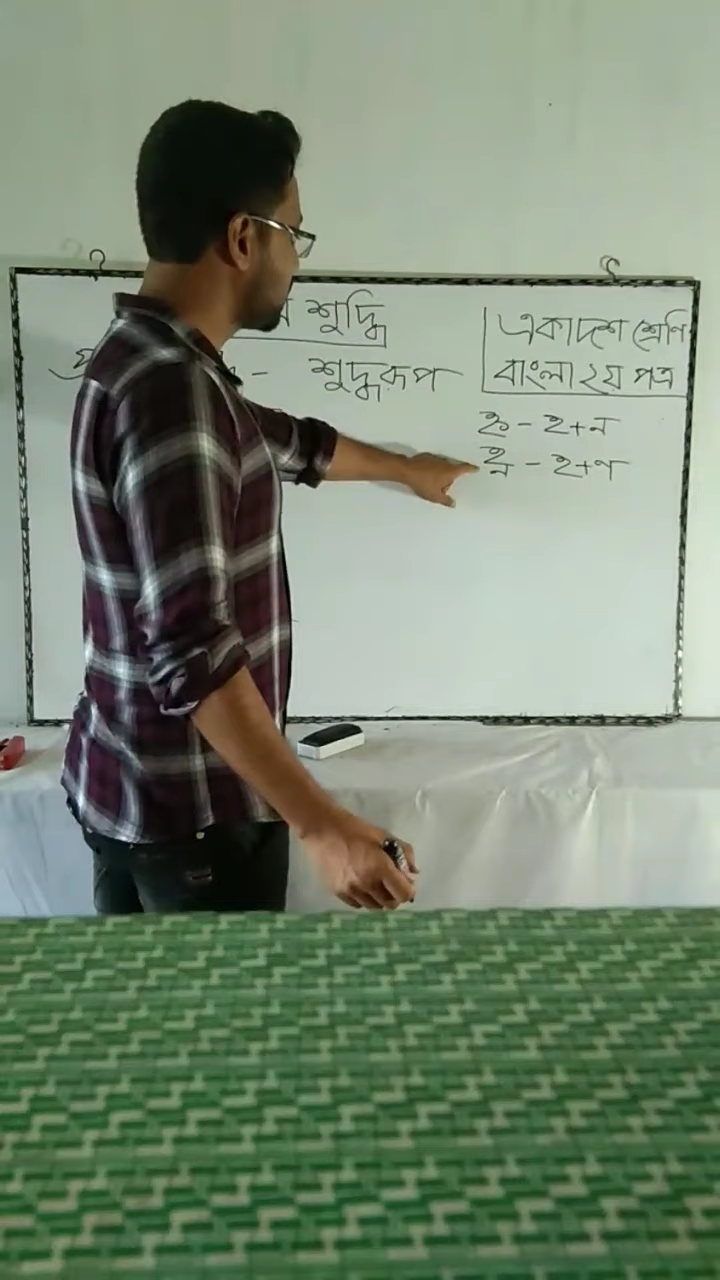 শুদ্ধি
- শুদ্ধরূপ
একাদশ শ্রেণি
বাংলা ২য় পত্র
হ্ন - হ+ন
হ্ণ - হ+ণ